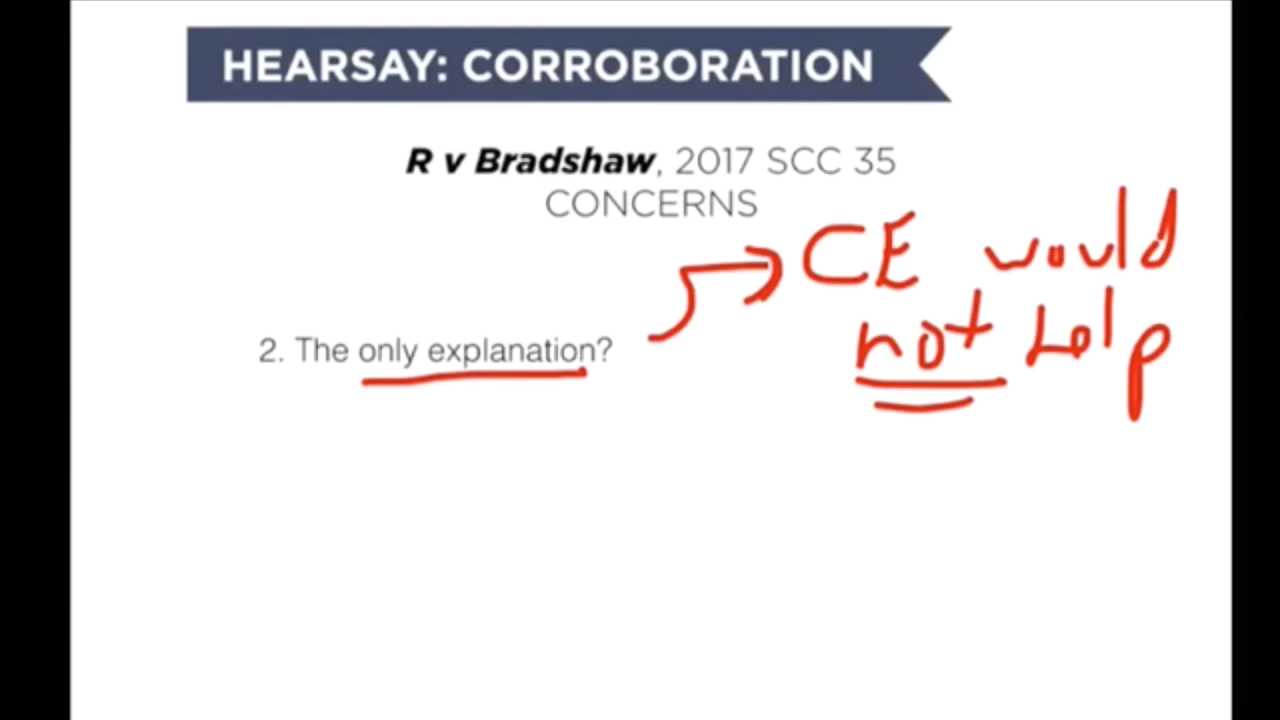 HEARSAY: CORROBORATION
R v Bradshaw, 2017 SCC 35
CONCERNS
CE would
not help
2. The only explanation?